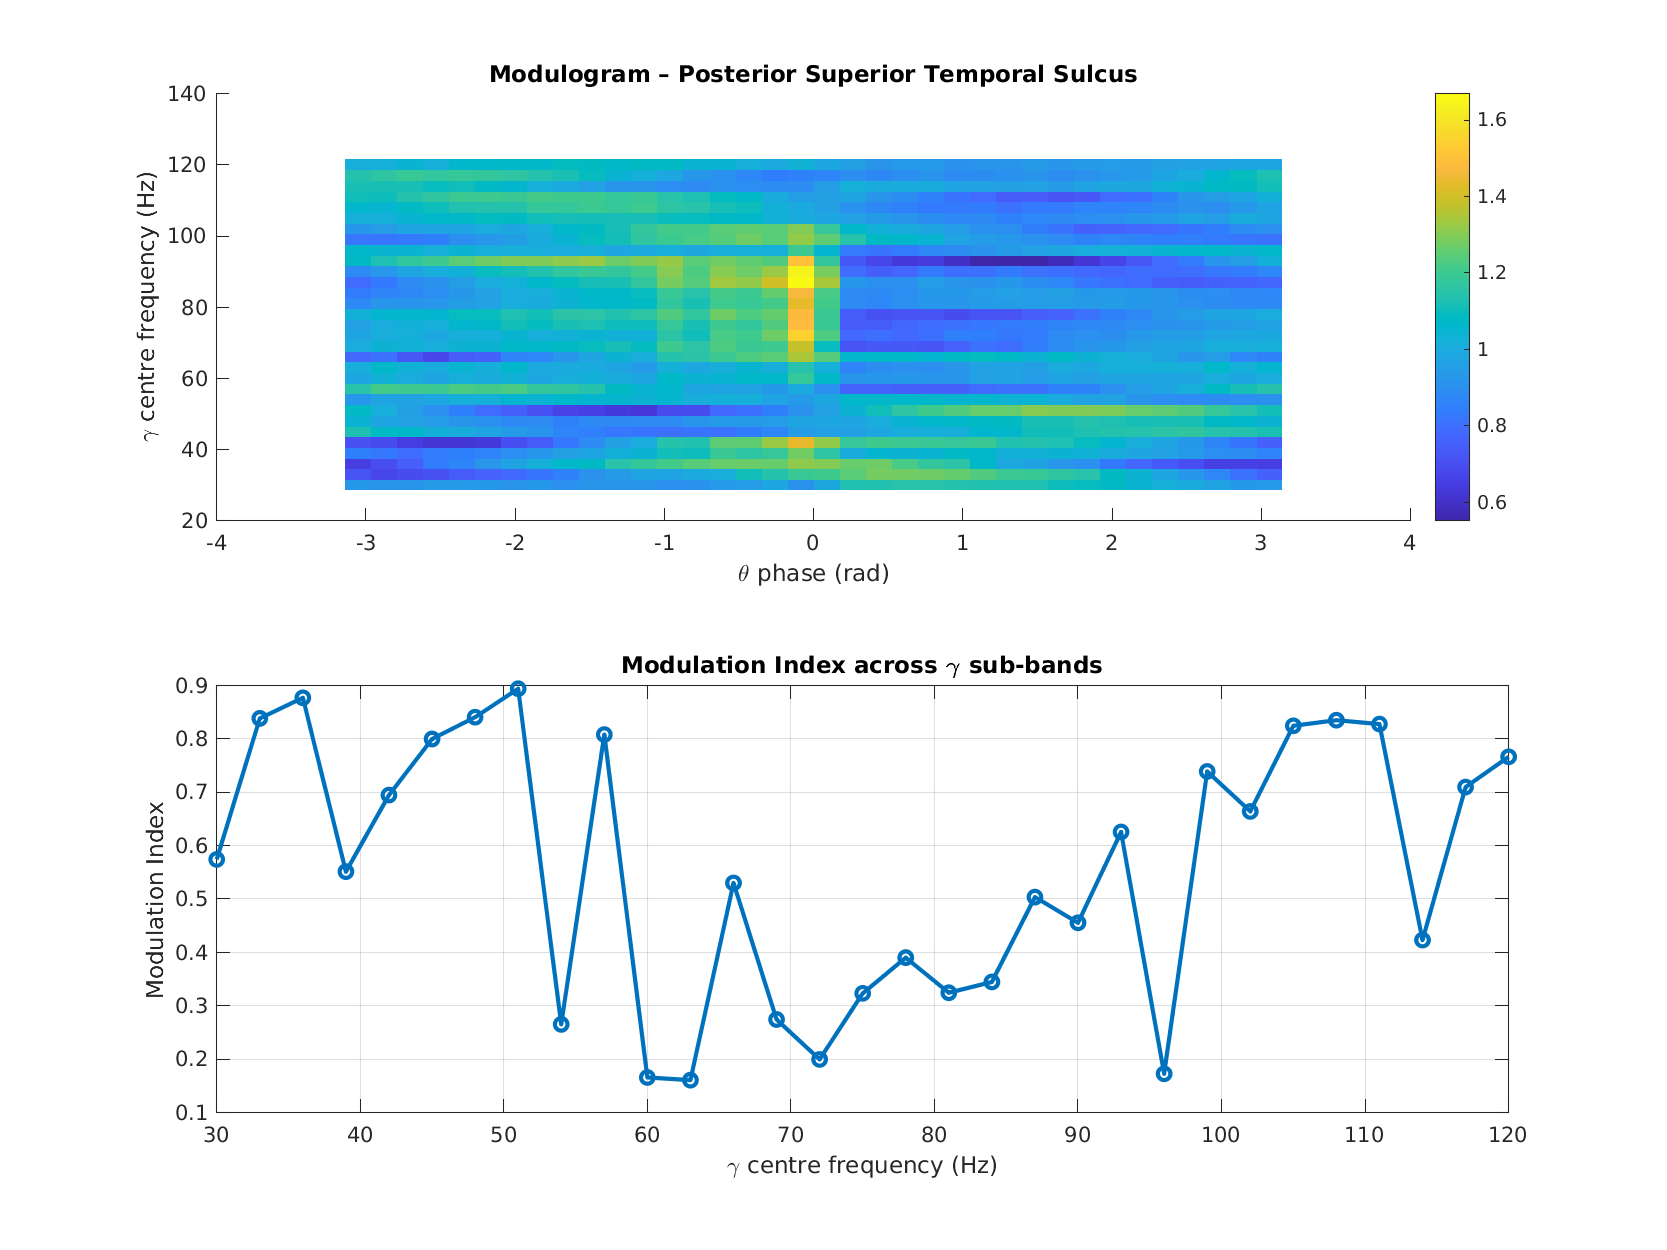 Modulogram – Posterior Superior Temporal Sulcus
γ centre frequency (Hz)
140
120
100
80
60
40
20
-4 -3 -2 -1 0 1 2 3 4
θ phase (rad)
1.6
1.4
1.2
1
0.8
0.6
Modulation Index across γ sub-bands
Modulation Index
0.9
0.8
0.7
0.6
0.5
0.4
0.3
0.2
0.1
30 40 50 60 70 80 90 100 110 120
γ centre frequency (Hz)